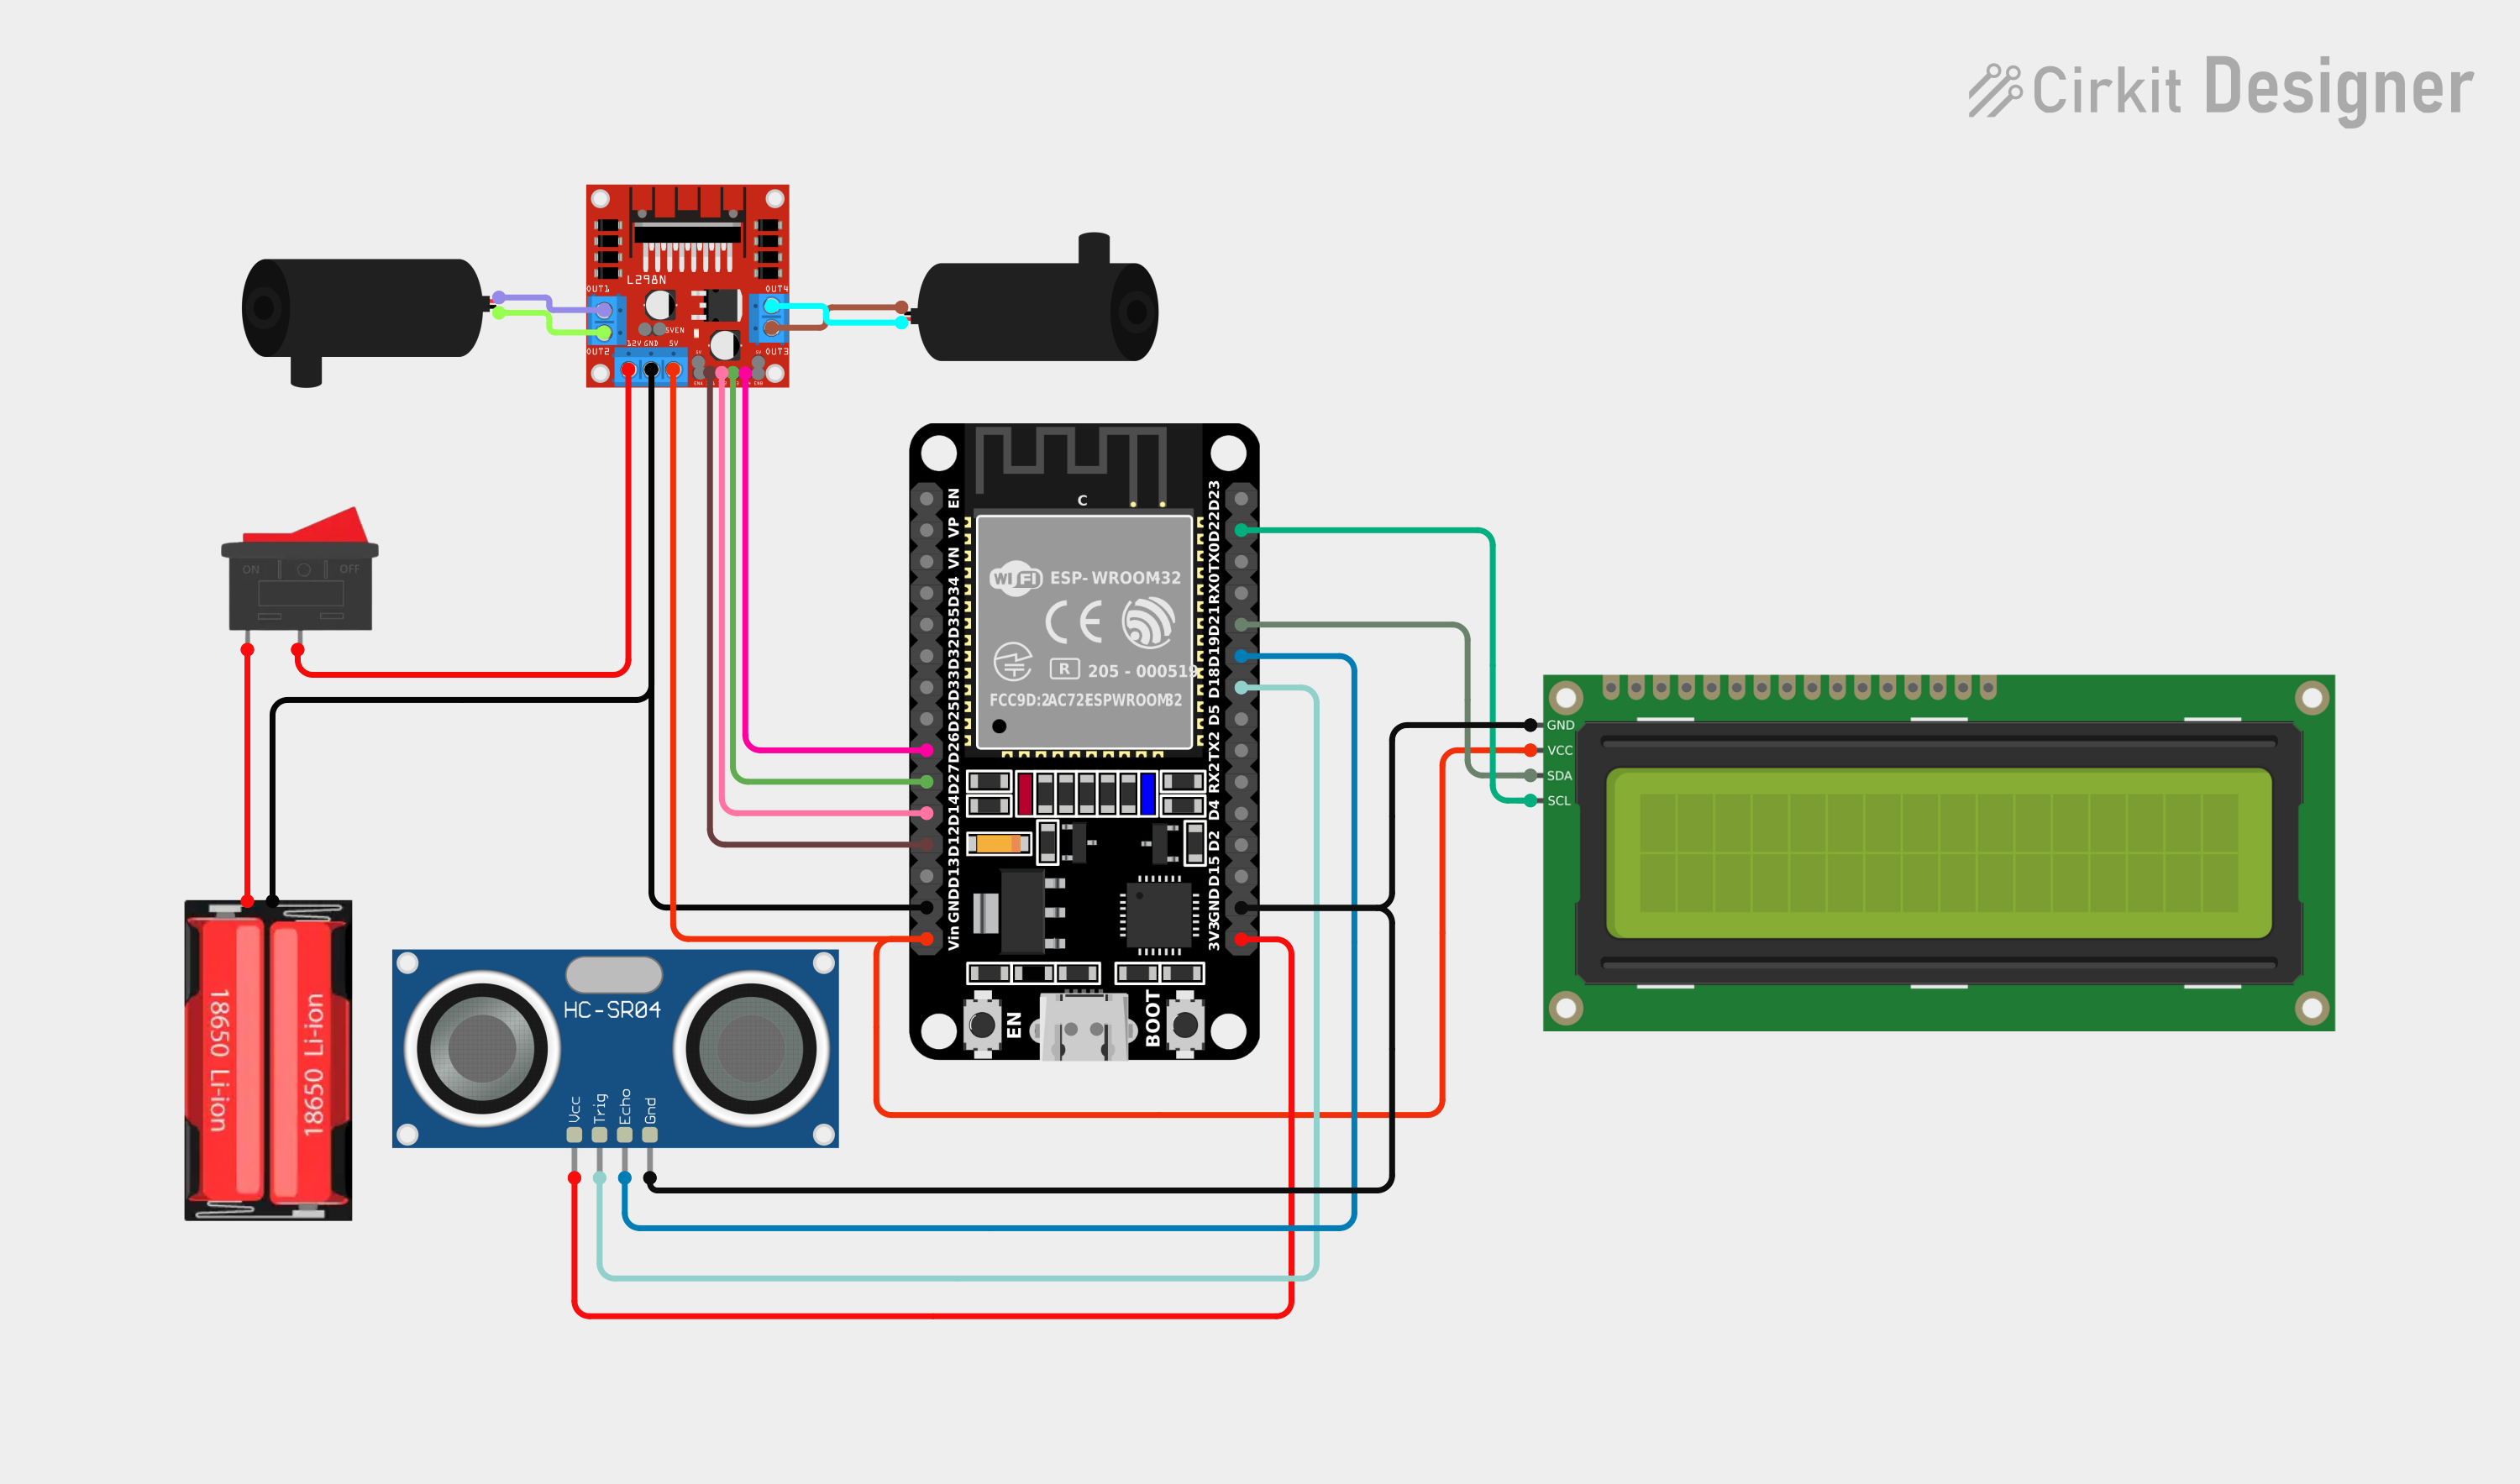 Cirkit Designer
L298N
OUT1
OUT2
OUT4
OUT3
5VEN
12V GND 5V
ON
OFF
EN
VP
VN
D34
D35
D32
D33
D25
D26
D27
D14
D12
D13
GND
Vin
D23
D22
TX0
RX0
D21
D19
D18
D5
TX2
RX2
D4
D2
D15
GND
3V3
C
WiFi ESP-WROOM32
CE
R 205-000519
FCC9D:2AC72ESPWROOM32
EN
BOOT
18650 Li-ion
18650 Li-ion
HC-SR04
Vcc
Trig
Echo
Gnd
GND
VCC
SDA
SCL